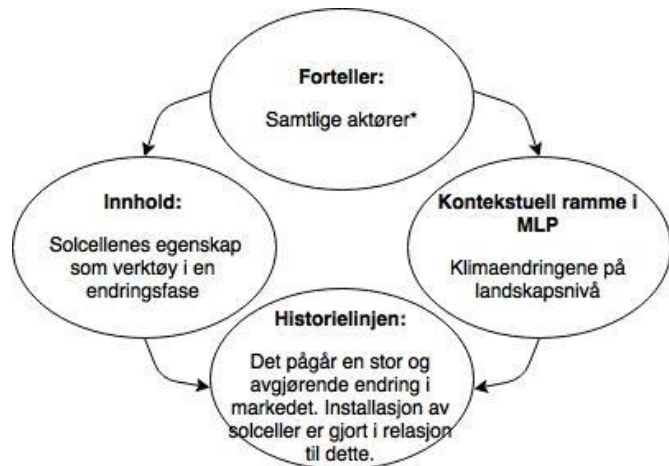 Forteller:
Samtlige aktører*
Innhold:
Solcellenes egenskap
som verktøy i en
endringsfase
Kontekstuell ramme i
MLP
Klimaendringene på
landskapsnivå
Historielinjen:
Det pågår en stor og
avgjørende endring i
markedet. Installasjon av
solceller er gjort i relasjon
til dette.